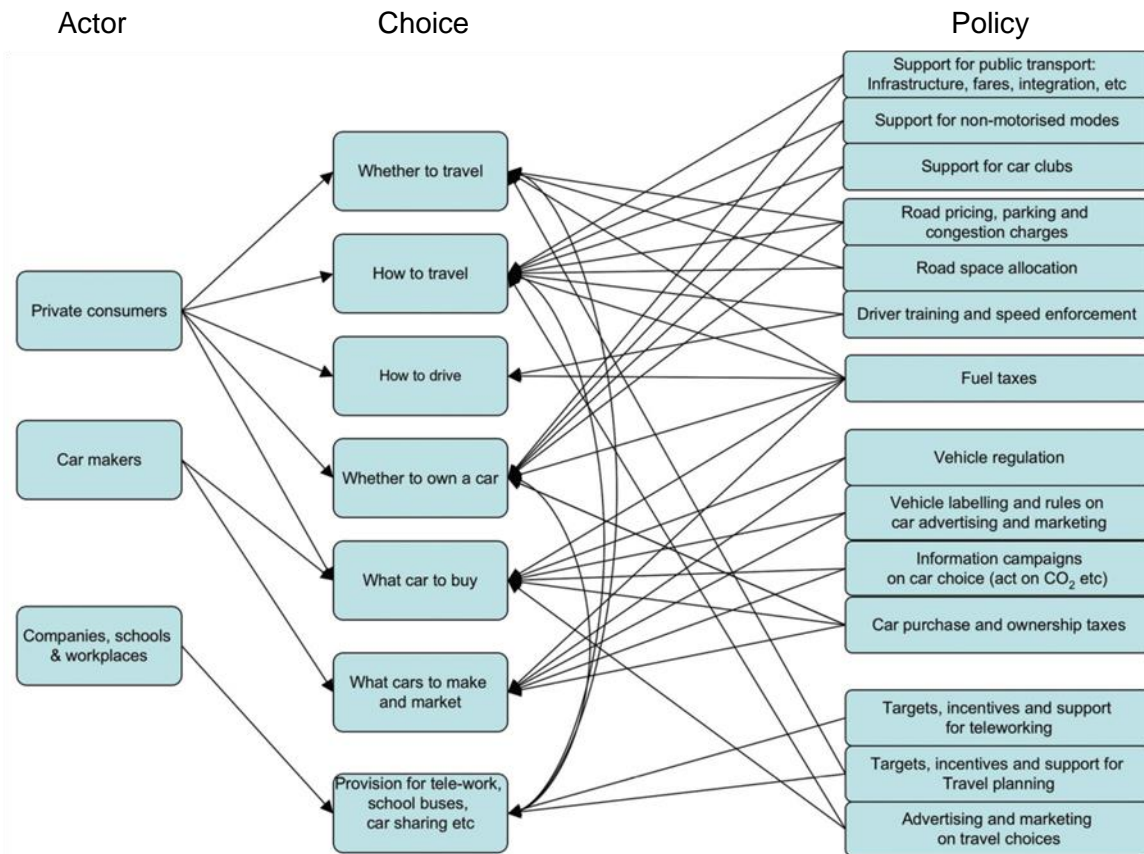 Actor
Choice
Policy
Private consumers
Car makers
Companies, schools
& workplaces
Whether to travel
How to travel
How to drive
Whether to own a car
What car to buy
What cars to make
and market
Provision for tele-work,
school buses,
car sharing etc
Support for public transport:
Infrastructure, fares, integration, etc
Support for non-motorised modes
Support for car clubs
Road pricing, parking and
congestion charges
Road space allocation
Driver training and speed enforcement
Fuel taxes
Vehicle regulation
Vehicle labelling and rules on
car advertising and marketing
Information campaigns
on car choice (act on CO₂ etc)
Car purchase and ownership taxes
Targets, incentives and support
for teleworking
Targets, incentives and support for
Travel planning
Advertising and marketing
on travel choices